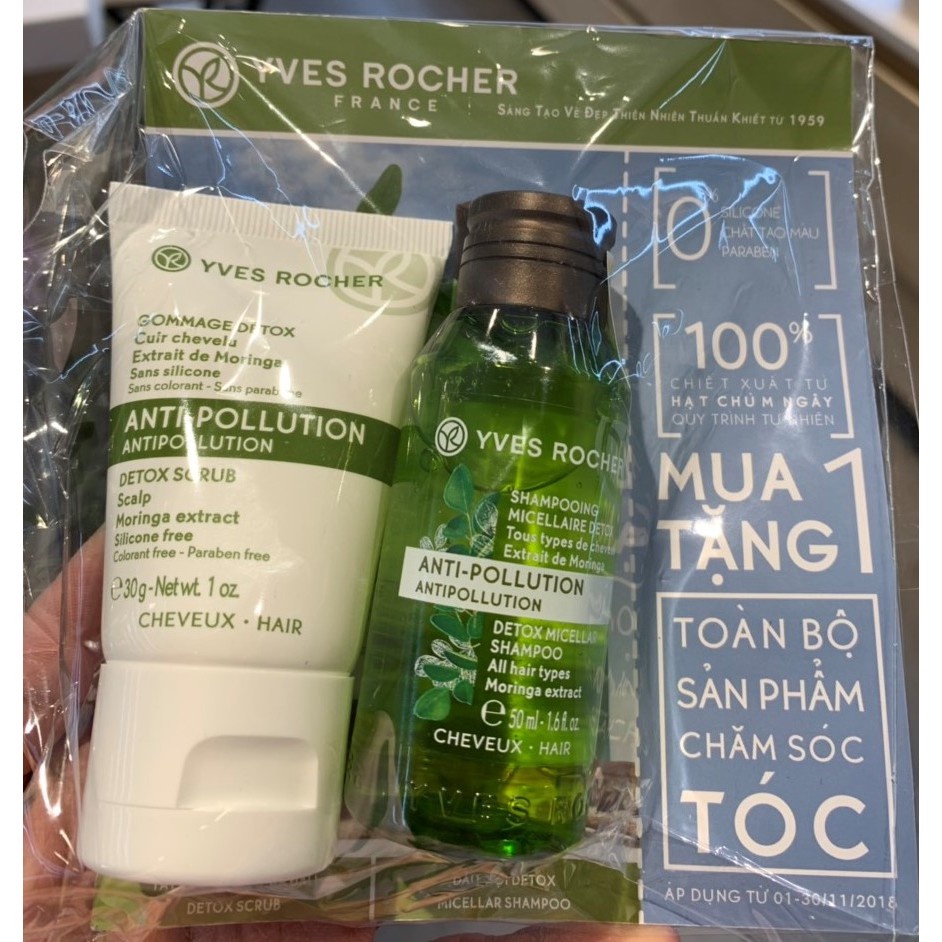 YVES ROCHER
FRANCE
SÁNG TẠO VẺ ĐẸP THIÊN NHIÊN THUẦN KHIẾT TỪ 1959
YVES ROCHER
GOMMAGE DETOX
Cuir chevelu
Extrait de Moringa
Sans silicone
Sans colorant - Sans parabène
ANTI-POLLUTION
ANTIPOLLUTION
DETOX SCRUB
Scalp
Moringa extract
Silicone free
Colorant free - Paraben free
e 30g - Net wt. 1 oz.
CHEVEUX · HAIR
YVES ROCHER
SHAMPOOING
MICELLAIRE DETOX
Tous types de cheveux
Extrait de Moringa
ANTI-POLLUTION
ANTIPOLLUTION
DETOX MICELLAR
SHAMPOO
All hair types
Moringa extract
e 50 ml - 1.6 fl. oz.
CHEVEUX · HAIR
YVES RO
0%
SILICONE
CHẤT TẠO MÀU
PARABEN
100%
CHIẾT XUẤT TỪ
HẠT CHÙM NGÂY
QUY TRÌNH TỰ NHIÊN
MUA 1
TẶNG
TOÀN BỘ
SẢN PHẨM
CHĂM SÓC
TÓC
ÁP DỤNG TỪ 01-30/11/2018
DETOX SCRUB
DETOX
MICELLAR SHAMPOO